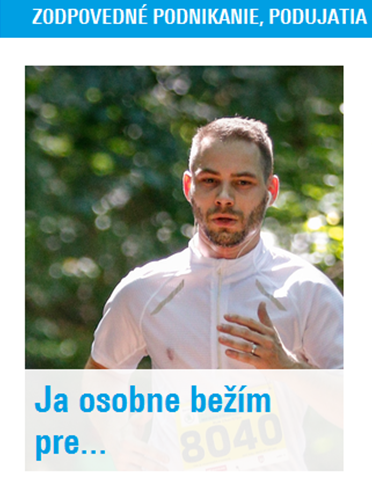 ZODPOVEDNÉ PODNIKANIE, PODUJATIA
Ja osobne bežím
pre...
8040